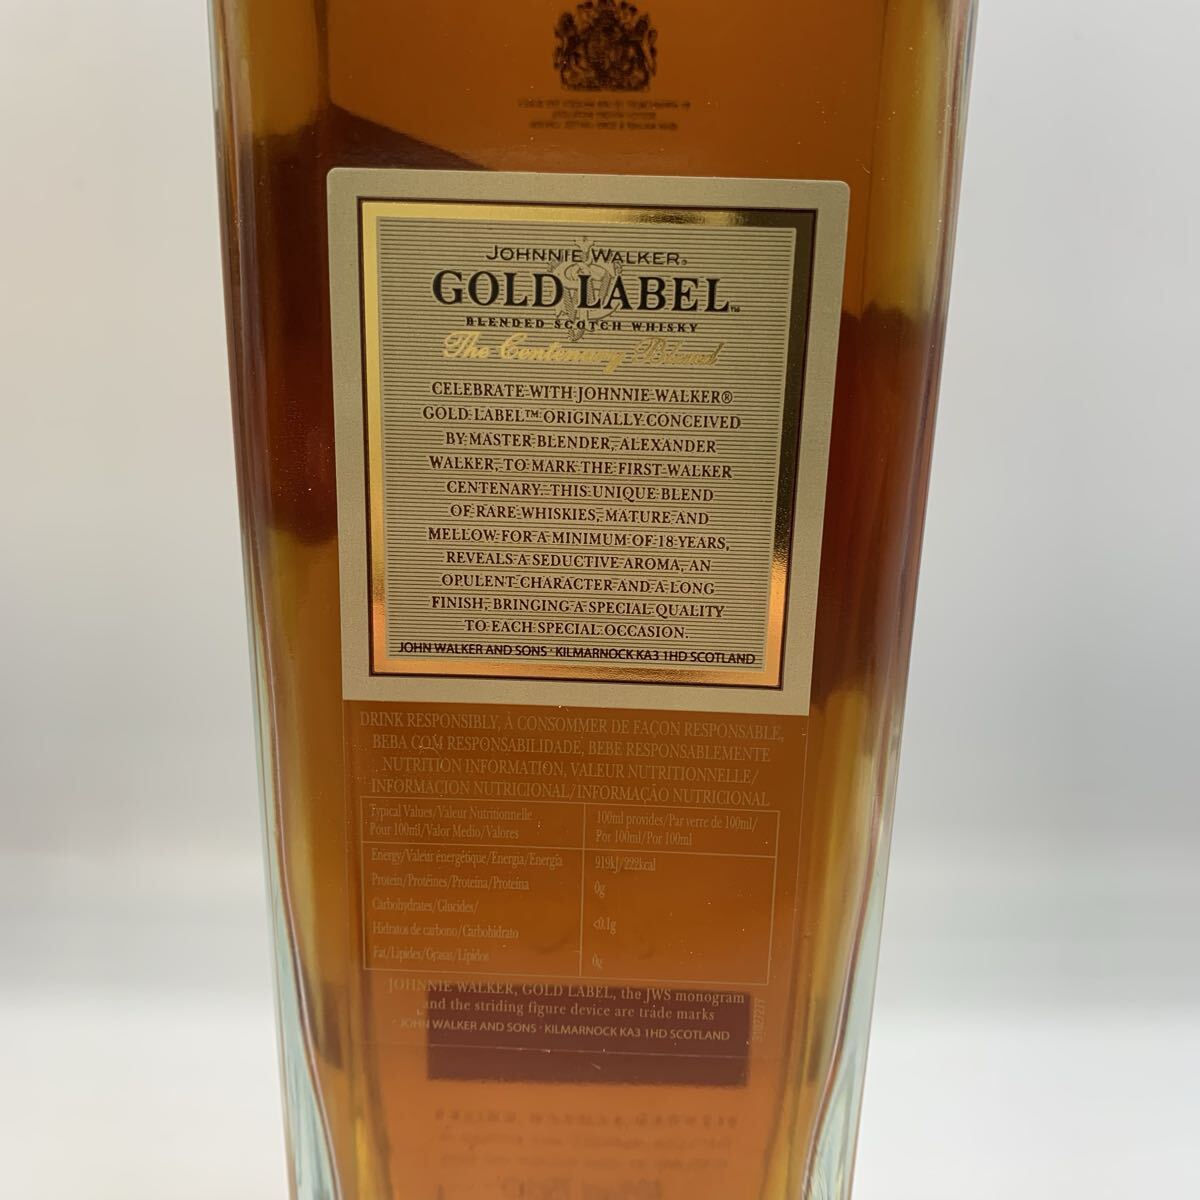 JOHNNIE WALKER®
GOLD LABEL™
BLENDED SCOTCH WHISKY
The Centenary Blend
CELEBRATE WITH JOHNNIE WALKER®
GOLD LABEL™ ORIGINALLY CONCEIVED
BY MASTER BLENDER, ALEXANDER
WALKER, TO MARK THE FIRST WALKER
CENTENARY. THIS UNIQUE BLEND
OF RARE WHISKIES, MATURE AND
MELLOW FOR A MINIMUM OF 18 YEARS,
REVEALS A SEDUCTIVE AROMA, AN
OPULENT CHARACTER AND A LONG
FINISH, BRINGING A SPECIAL QUALITY
TO EACH SPECIAL OCCASION.
JOHN WALKER AND SONS · KILMARNOCK KA3 1HD SCOTLAND
DRINK RESPONSIBLY, À CONSOMMER DE FAÇON RESPONSABLE,
BEBA COM RESPONSABILIDADE, BEBE RESPONSABLEMENTE
NUTRITION INFORMATION, VALEUR NUTRITIONNELLE/
INFORMACION NUTRICIONAL/INFORMAÇÃO NUTRICIONAL
Typical Values/Valeur Nutritionnelle
Pour 100ml/Valor Medio/Valores
100ml provides/Par verre de 100ml/
Por 100ml/Por 100ml
Energy/Valeur énergétique/Energia/Energía
919kJ/222kcal
Protein/Protéines/Proteína/Proteina
0g
Carbohydrates/Glucides/
Hidratos de carbono/Carbohidrato
<0.1g
Fat/Lipides/Grasas/Lipidos
0g
JOHNNIE WALKER, GOLD LABEL, the JWS monogram
and the striding figure device are trade marks
· JOHN WALKER AND SONS · KILMARNOCK KA3 1HD SCOTLAND
31027217